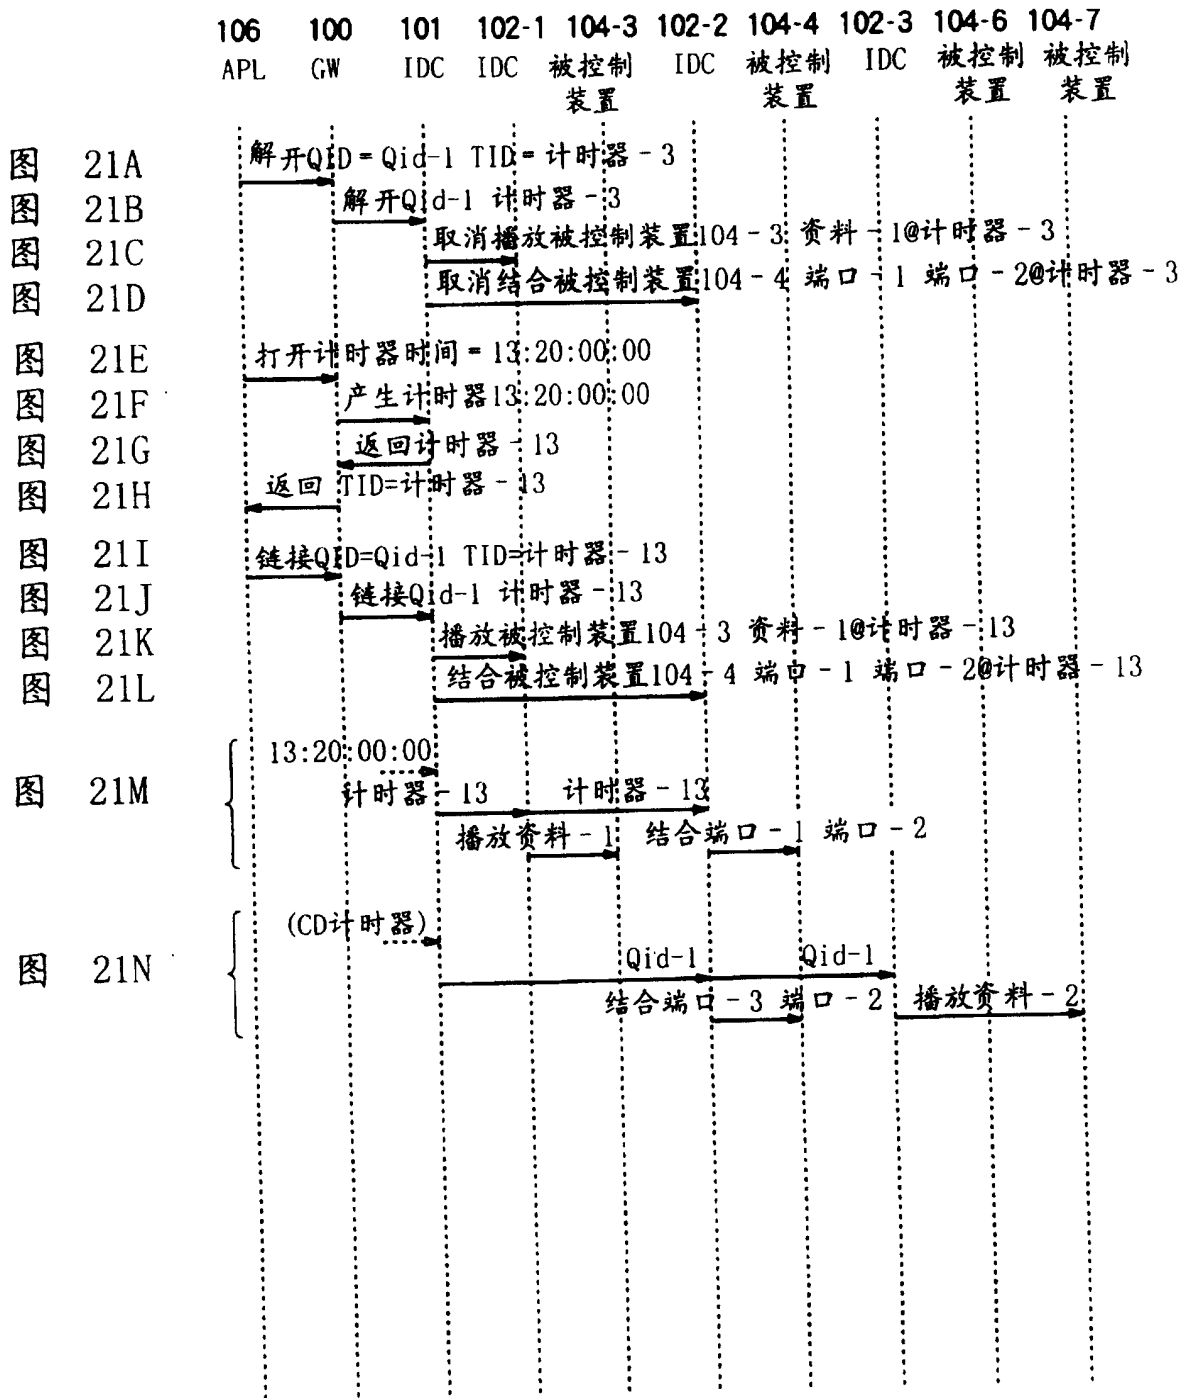 106 100 101 102-1 104-3 102-2 104-4 102-3 104-6 104-7
APL GW IDC IDC 被控制 IDC 被控制 IDC 被控制 被控制
装置 装置 装置 装置
图 21A 解开QID=Qid-1 TID=计时器-3
图 21B 解开Qid-1 计时器-3
图 21C 取消播放被控制装置104-3 资料-1@计时器-3
图 21D 取消结合被控制装置104-4 端口-1 端口-2@计时器-3
图 21E 打开计时器时间=13:20:00:00
图 21F 产生计时器13:20:00:00
图 21G 返回计时器-13
图 21H 返回 TID=计时器-13
图 21I 链接QID=Qid-1 TID=计时器-13
图 21J 链接Qid-1 计时器-13
图 21K 播放被控制装置104-3 资料-1@计时器-13
图 21L 结合被控制装置104-4 端口-1 端口-2@计时器-13
13:20:00:00
图 21M 计时器-13 计时器-13
播放资料-1 结合端口-1 端口-2
(CD计时器)
图 21N Qid-1 Qid-1
结合端口-3 端口-2 播放资料-2